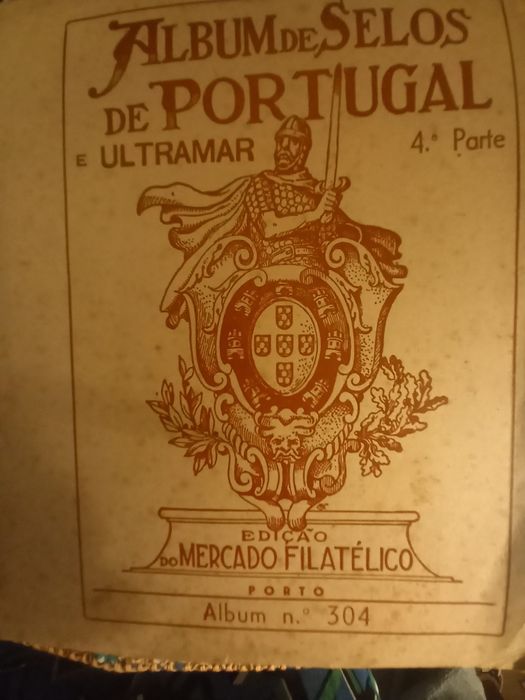 ALBUM DE SELOS
DE PORTUGAL
E ULTRAMAR
4.º Parte
EDIÇÃO
DO MERCADO FILATÉLICO
PORTO
Album n.º 304